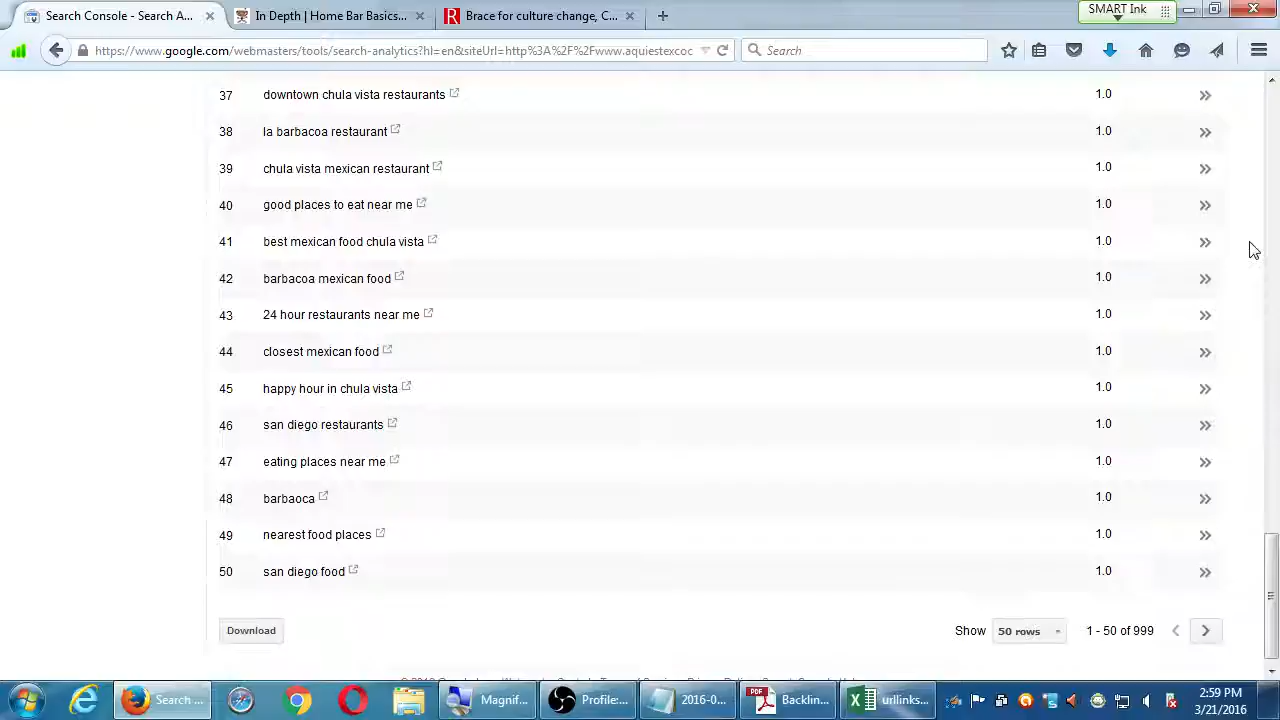 Search Console - Search A...
In Depth | Home Bar Basics...
Brace for culture change, C...
SMART Ink
https://www.google.com/webmasters/tools/search-analytics?hl=en&siteUrl=http%3A%2F%2Fwww.aquiestexcoc
Search
37 downtown chula vista restaurants 1.0
38 la barbacoa restaurant 1.0
39 chula vista mexican restaurant 1.0
40 good places to eat near me 1.0
41 best mexican food chula vista 1.0
42 barbacoa mexican food 1.0
43 24 hour restaurants near me 1.0
44 closest mexican food 1.0
45 happy hour in chula vista 1.0
46 san diego restaurants 1.0
47 eating places near me 1.0
48 barbaoca 1.0
49 nearest food places 1.0
50 san diego food 1.0
Download Show 50 rows 1 - 50 of 999
Search ...
Magnif...
Profile:...
2016-0...
PDF
Backlin...
urllinks...
2:59 PM
3/21/2016